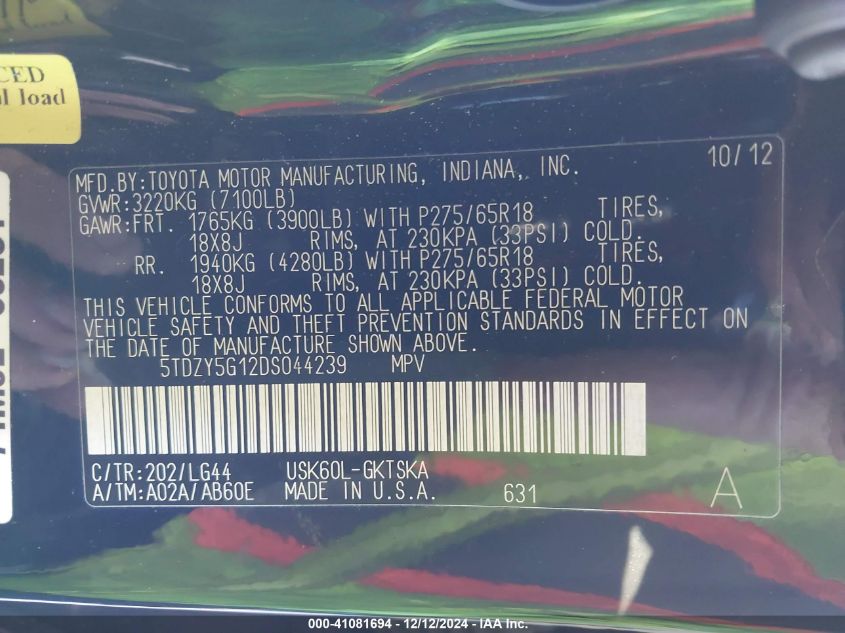 CED
al load
MFD.BY:TOYOTA MOTOR MANUFACTURING, INDIANA, INC. 10/12
GVWR:3220KG (7100LB)
GAWR:FRT. 1765KG (3900LB) WITH P275/65R18 TIRES,
18X8J RIMS, AT 230KPA (33PSI) COLD.
RR. 1940KG (4280LB) WITH P275/65R18 TIRES,
18X8J RIMS, AT 230KPA (33PSI) COLD.
THIS VEHICLE CONFORMS TO ALL APPLICABLE FEDERAL MOTOR
VEHICLE SAFETY AND THEFT PREVENTION STANDARDS IN EFFECT ON
THE DATE OF MANUFACTURE SHOWN ABOVE.
5TDZY5G12DS044239 MPV
C/TR:202/LG44 USK60L-GKTSKA
A/TM:A02A/AB60E MADE IN U.S.A. 631 A
000-41081694 - 12/12/2024 - IAA Inc.